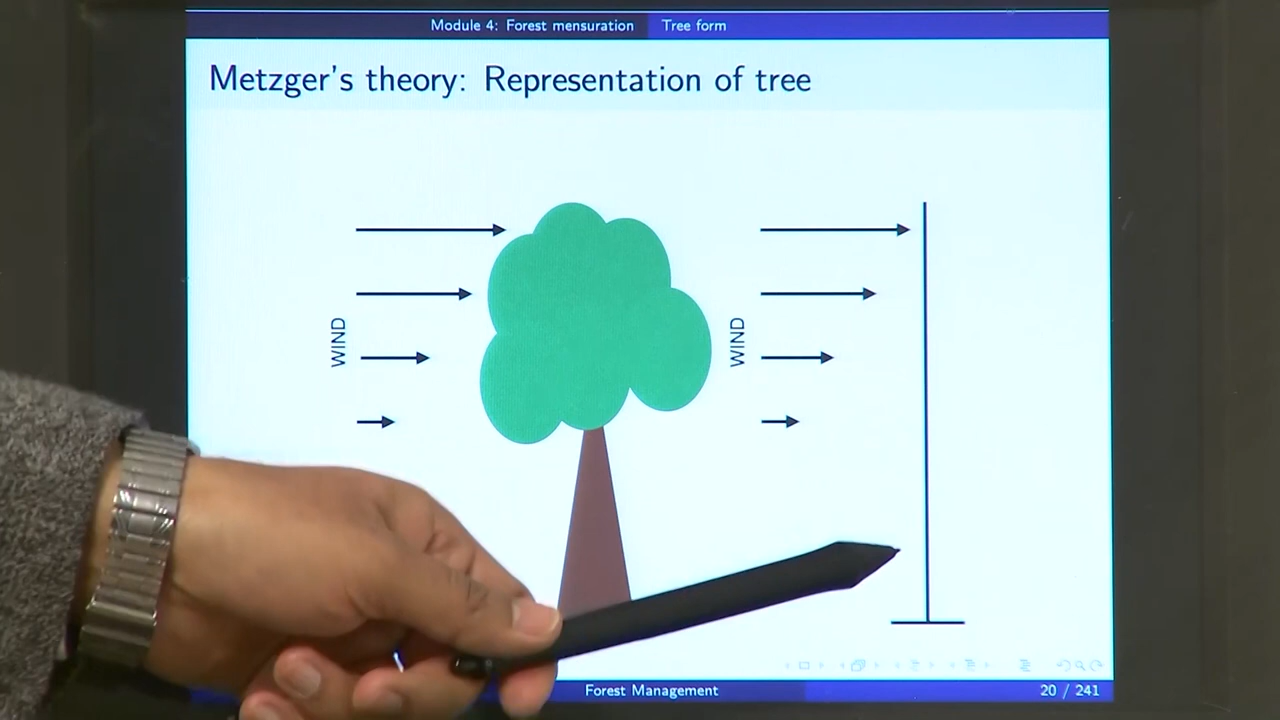 Module 4: Forest mensuration Tree form
Metzger's theory: Representation of tree
WIND
WIND
Forest Management
20 / 241